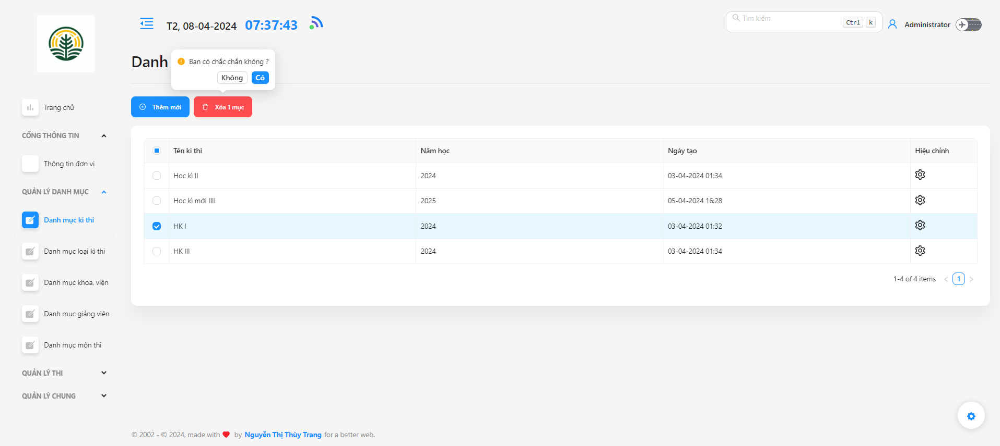 T2, 08-04-2024 07:37:43
Tìm kiếm Ctrl k
Administrator
Danh
Bạn có chắc chắn không ?
Không Có
Thêm mới Xóa 1 mục
Trang chủ
CỔNG THÔNG TIN
Thông tin đơn vị
QUẢN LÝ DANH MỤC
Danh mục kì thi
Danh mục loại kì thi
Danh mục khoa, viện
Danh mục giảng viên
Danh mục môn thi
QUẢN LÝ THI
QUẢN LÝ CHUNG
Tên kì thi Năm học Ngày tạo Hiệu chỉnh
Học kì II 2024 03-04-2024 01:34
Học kì mới IIII 2025 05-04-2024 16:28
HK I 2024 03-04-2024 01:32
HK III 2024 03-04-2024 01:34
1-4 of 4 items 1
© 2002 - © 2024, made with by Nguyễn Thị Thùy Trang for a better web.